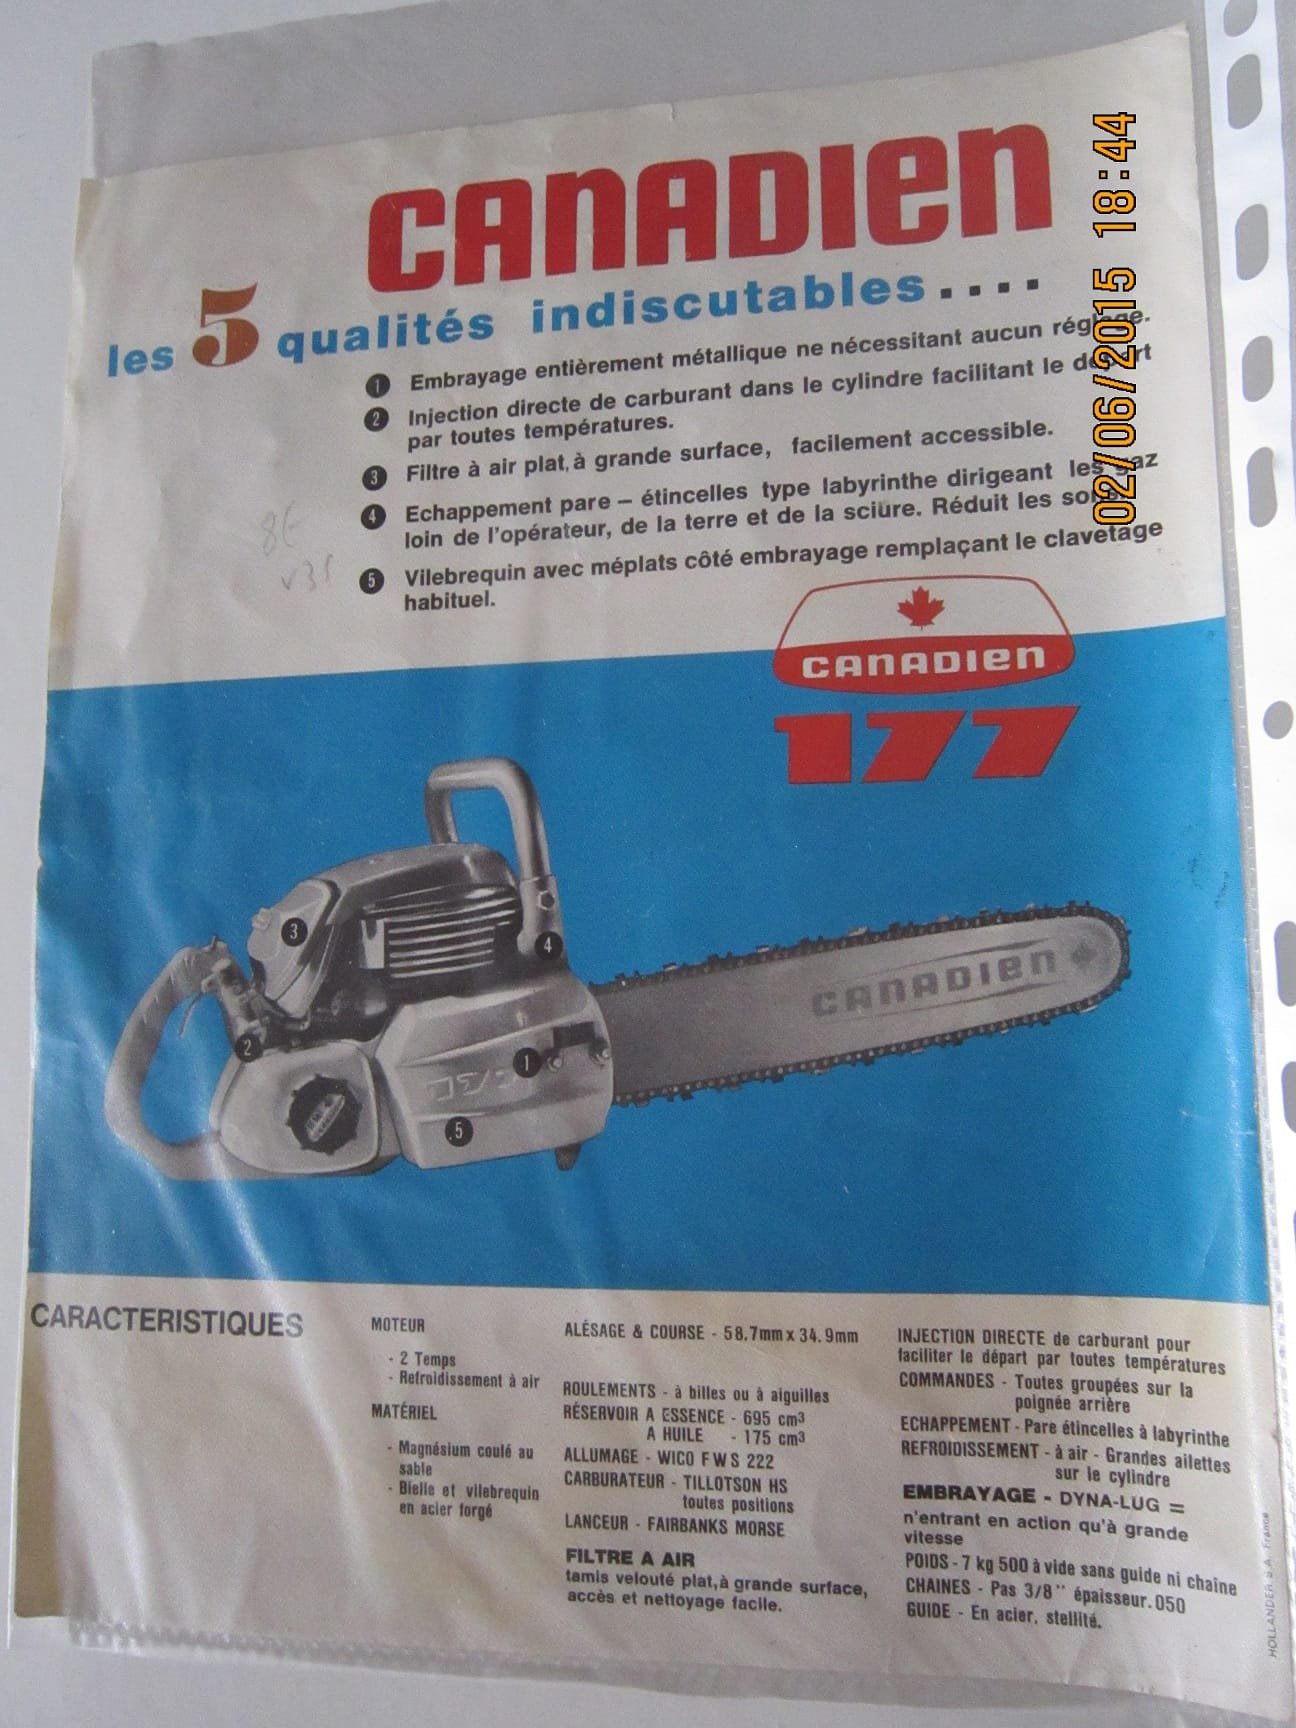 CANADIEN
les 5 qualités indiscutables....
1 Embrayage entièrement métallique ne nécessitant aucun réglage.
2 Injection directe de carburant dans le cylindre facilitant le départ
par toutes températures.
3 Filtre à air plat, à grande surface, facilement accessible.
4 Echappement pare – étincelles type labyrinthe dirigeant les gaz
loin de l'opérateur, de la terre et de la sciure. Réduit les sons.
5 Vilebrequin avec méplats côté embrayage remplaçant le clavetage
habituel.
02/06/2015 18:44
CANADIEN
177
3
4
2
1
5
CANADIEN
CARACTERISTIQUES
MOTEUR
- 2 Temps
- Refroidissement à air
MATÉRIEL
- Magnésium coulé au
sable
- Bielle et vilebrequin
en acier forgé
ALÉSAGE & COURSE - 58.7mm x 34.9mm
ROULEMENTS - à billes ou à aiguilles
RÉSERVOIR A ESSENCE - 695 cm3
A HUILE - 175 cm3
ALLUMAGE - WICO FWS 222
CARBURATEUR - TILLOTSON HS
toutes positions
LANCEUR - FAIRBANKS MORSE
FILTRE A AIR
tamis velouté plat, à grande surface,
accès et nettoyage facile.
INJECTION DIRECTE de carburant pour
faciliter le départ par toutes températures
COMMANDES - Toutes groupées sur la
poignée arrière
ECHAPPEMENT - Pare étincelles à labyrinthe
REFROIDISSEMENT - à air - Grandes ailettes
sur le cylindre
EMBRAYAGE - DYNA-LUG =
n'entrant en action qu'à grande
vitesse
POIDS - 7 kg 500 à vide sans guide ni chaîne
CHAINES - Pas 3/8" épaisseur .050
GUIDE - En acier, stellité.
HOLLANDER S.A. France